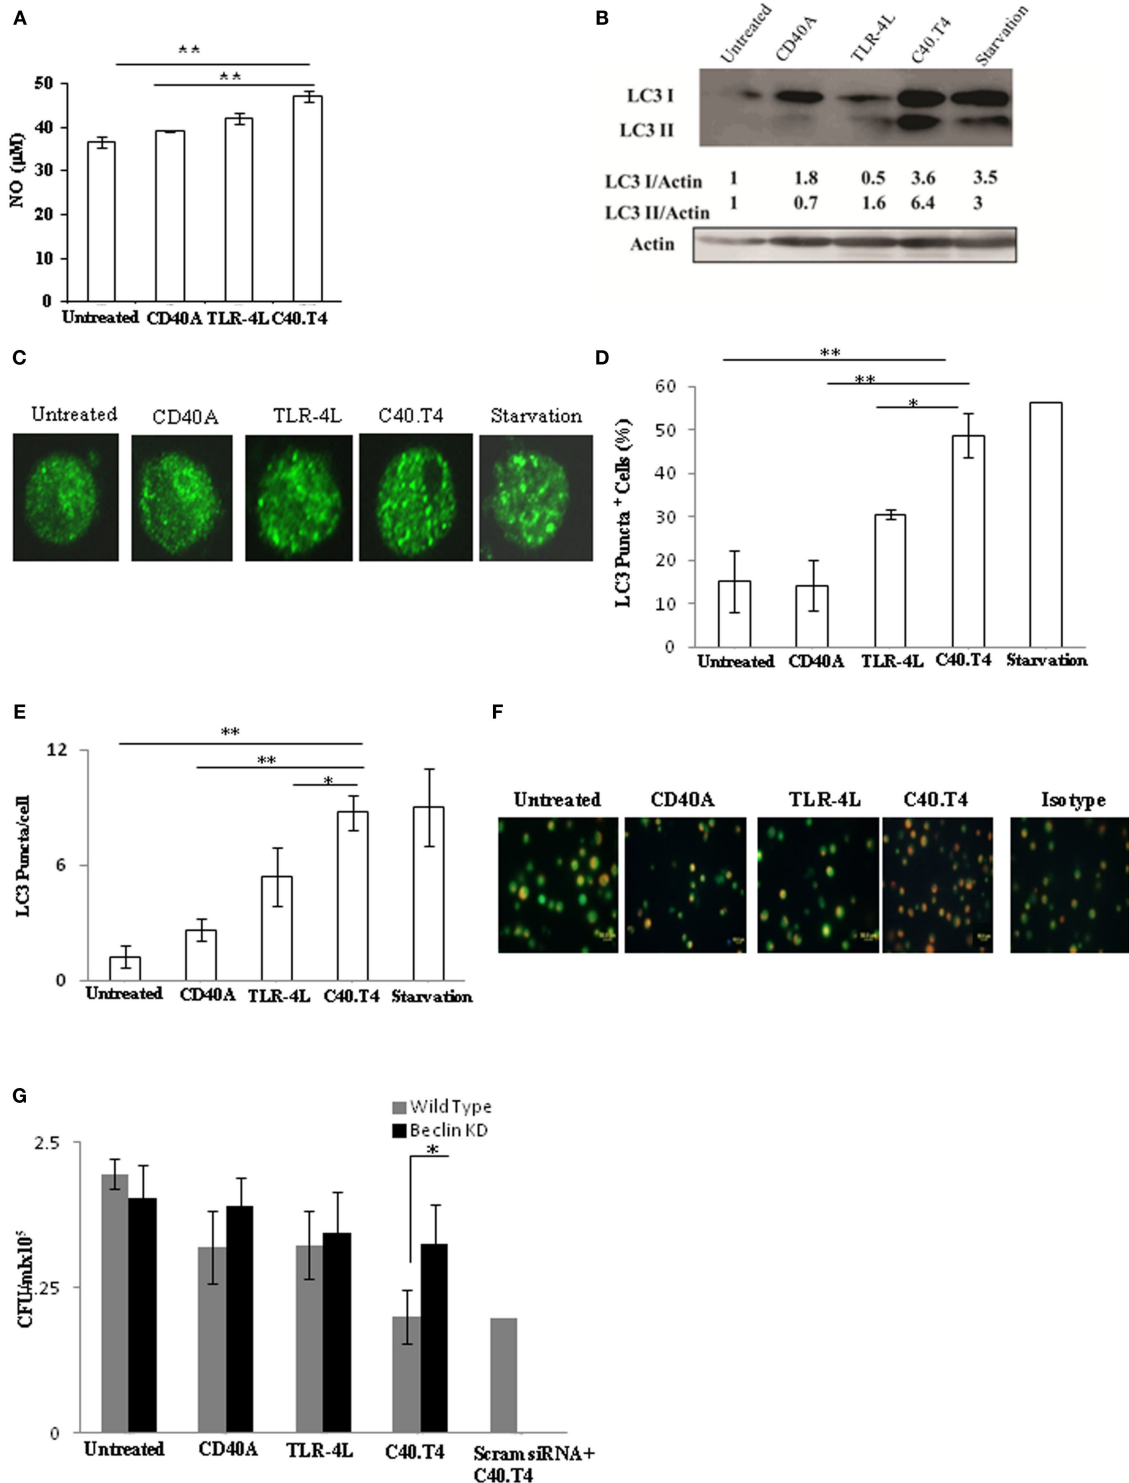 A
**
**
50
40
30
20
10
0
NO (µM)
Untreated CD40A TLR-4L C40.T4
B
Untreated CD40A TLR-4L C40.T4 Starvation
LC3 I
LC3 II
LC3 I/Actin 1 1.8 0.5 3.6 3.5
LC3 II/Actin 1 0.7 1.6 6.4 3
Actin
C
Untreated CD40A TLR-4L C40.T4 Starvation
D
**
**
*
60
50
40
30
20
10
0
LC3 Puncta + Cells (%)
Untreated CD40A TLR-4L C40.T4 Starvation
E
**
**
*
12
6
0
LC3 Puncta/cell
Untreated CD40A TLR-4L C40.T4 Starvation
F
Untreated CD40A TLR-4L C40.T4 Isotype
G
Wild Type
Beclin KD
*
2.5
.25
0
CFU/mlx10⁵
Untreated CD40A TLR-4L C40.T4 Scram siRNA+
C40.T4